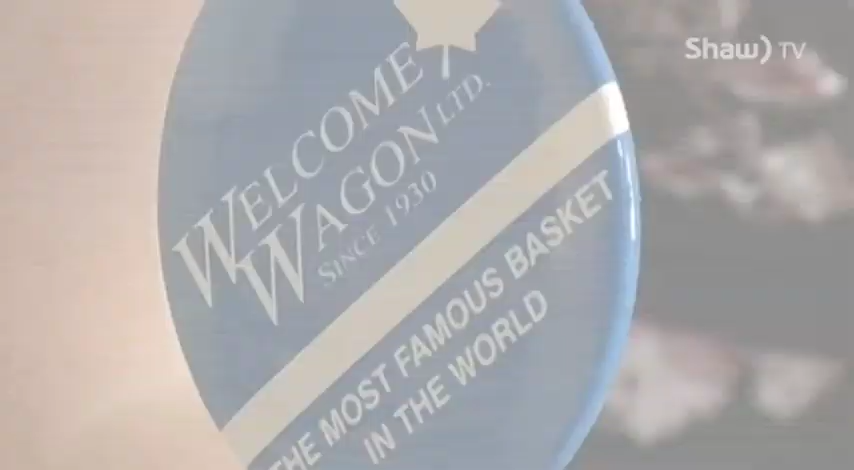 Shaw) TV
WELCOME
WAGON LTD.
SINCE 1930
THE MOST FAMOUS BASKET
IN THE WORLD